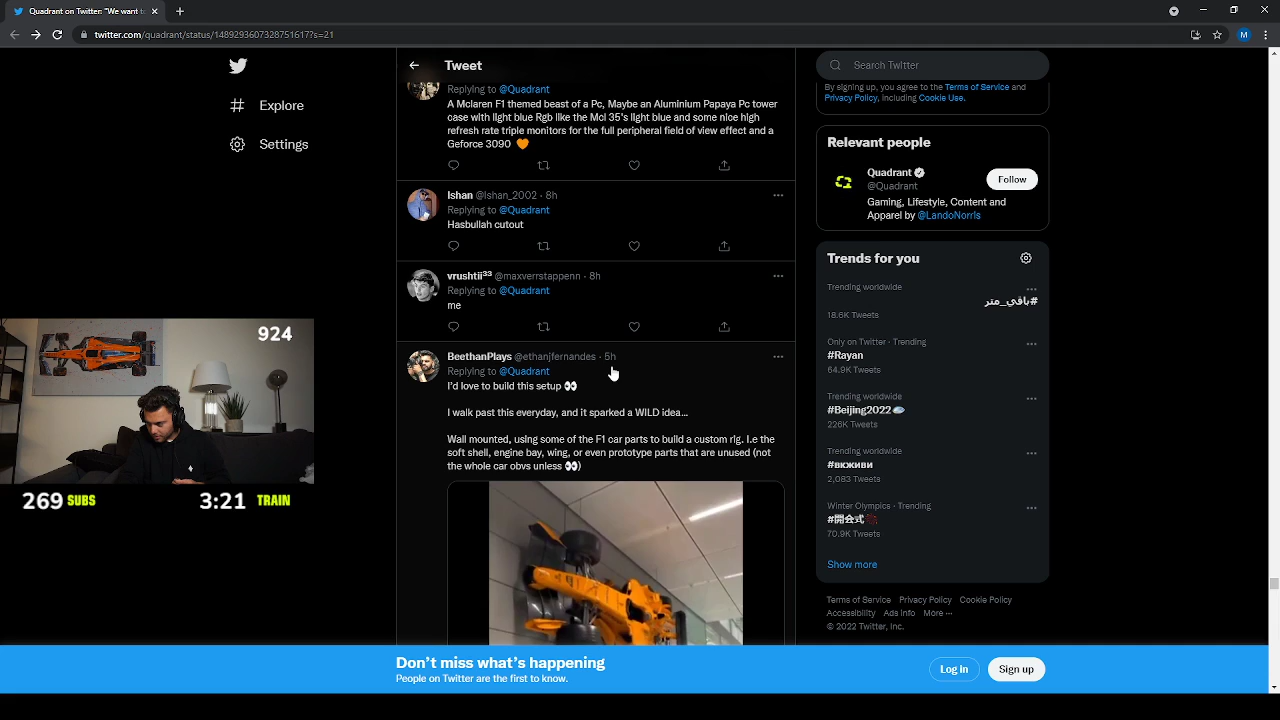 Quadrant on Twitter: "We want to
twitter.com/quadrant/status/1489293607328751617?s=21
M
Explore
Settings
Tweet
Replying to @Quadrant
A Mclaren F1 themed beast of a Pc, Maybe an Aluminium Papaya Pc tower
case with light blue Rgb like the Mcl 35's light blue and some nice high
refresh rate triple monitors for the full peripheral field of view effect and a
Geforce 3090 🧡
Ishan @Ishan_2002 · 8h
Replying to @Quadrant
Hasbullah cutout
vrushtii³³ @maxverrstappenn · 8h
Replying to @Quadrant
me
BeethanPlays @ethanjfernandes · 5h
Replying to @Quadrant
I'd love to build this setup 👀
I walk past this everyday, and it sparked a WILD idea...
Wall mounted, using some of the F1 car parts to build a custom rig. I.e the
soft shell, engine bay, wing, or even prototype parts that are unused (not
the whole car obvs unless 👀)
Search Twitter
By signing up, you agree to the Terms of Service and
Privacy Policy, including Cookie Use.
Relevant people
Quadrant
@Quadrant
Follow
Gaming, Lifestyle, Content and
Apparel by @LandoNorris
Trends for you
Trending worldwide
#باقي_متر
18.6K Tweets
Only on Twitter · Trending
#Rayan
64.9K Tweets
Trending worldwide
#Beijing2022
226K Tweets
Trending worldwide
#вкживи
2,083 Tweets
Winter Olympics · Trending
#開会式
70.9K Tweets
Show more
Terms of Service Privacy Policy Cookie Policy
Accessibility Ads info More ···
© 2022 Twitter, Inc.
924
269 SUBS 3:21 TRAIN
Don't miss what's happening
People on Twitter are the first to know.
Log in
Sign up